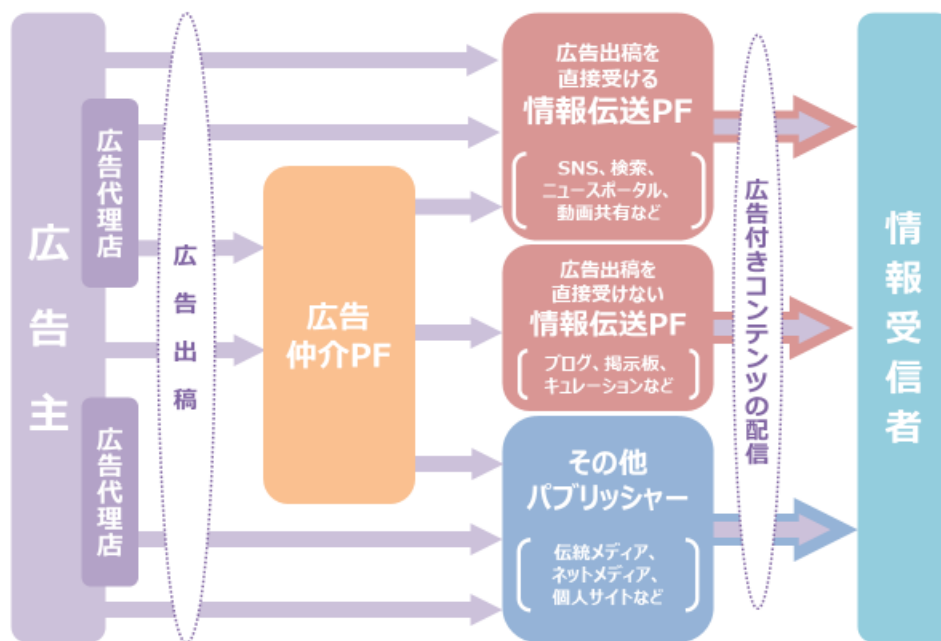 広告主
広告代理店
広告代理店
広告出稿
広告
仲介PF
広告出稿を
直接受ける
情報伝送PF
SNS、検索、
ニュースポータル、
動画共有など
広告出稿を
直接受けない
情報伝送PF
ブログ、掲示板、
キュレーションなど
その他
パブリッシャー
伝統メディア、
ネットメディア、
個人サイトなど
広告付きコンテンツの配信
情報受信者